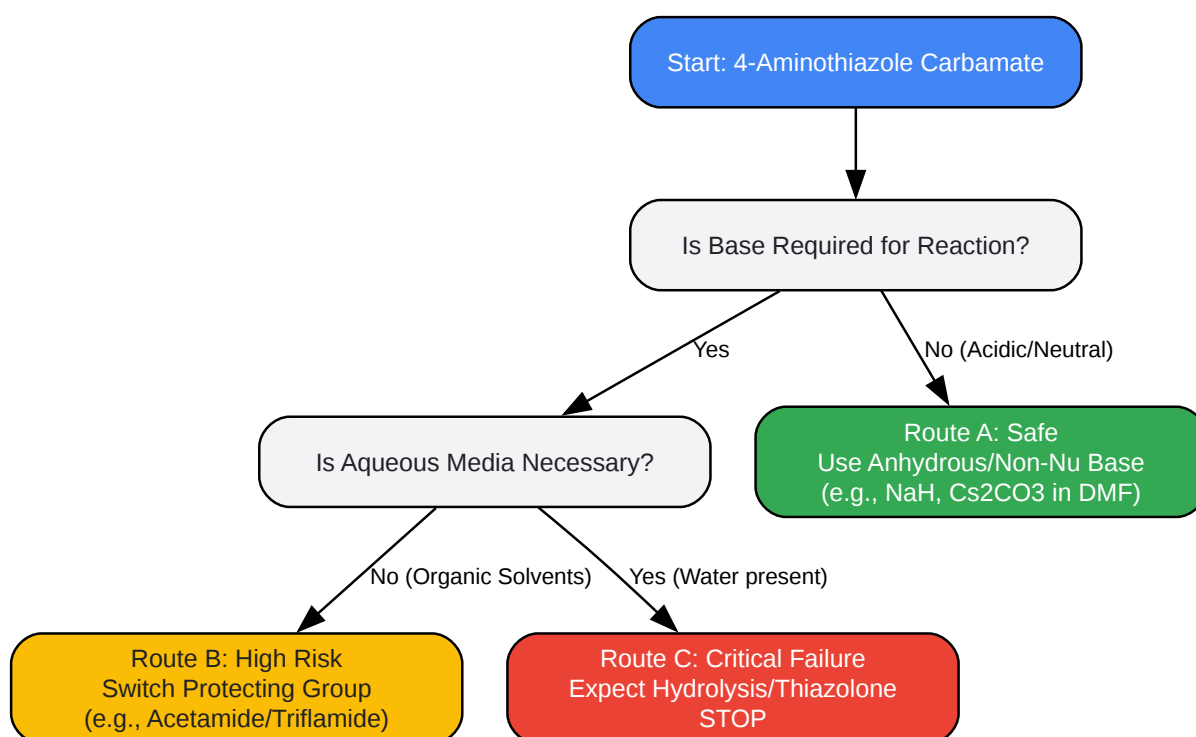 Start: 4-Aminothiazole Carbamate
Is Base Required for Reaction?
Yes
No (Acidic/Neutral)
Is Aqueous Media Necessary?
Route A: Safe
Use Anhydrous/Non-Nu Base
(e.g., NaH, Cs2CO3 in DMF)
No (Organic Solvents)
Yes (Water present)
Route B: High Risk
Switch Protecting Group
(e.g., Acetamide/Triflamide)
Route C: Critical Failure
Expect Hydrolysis/Thiazolone
STOP